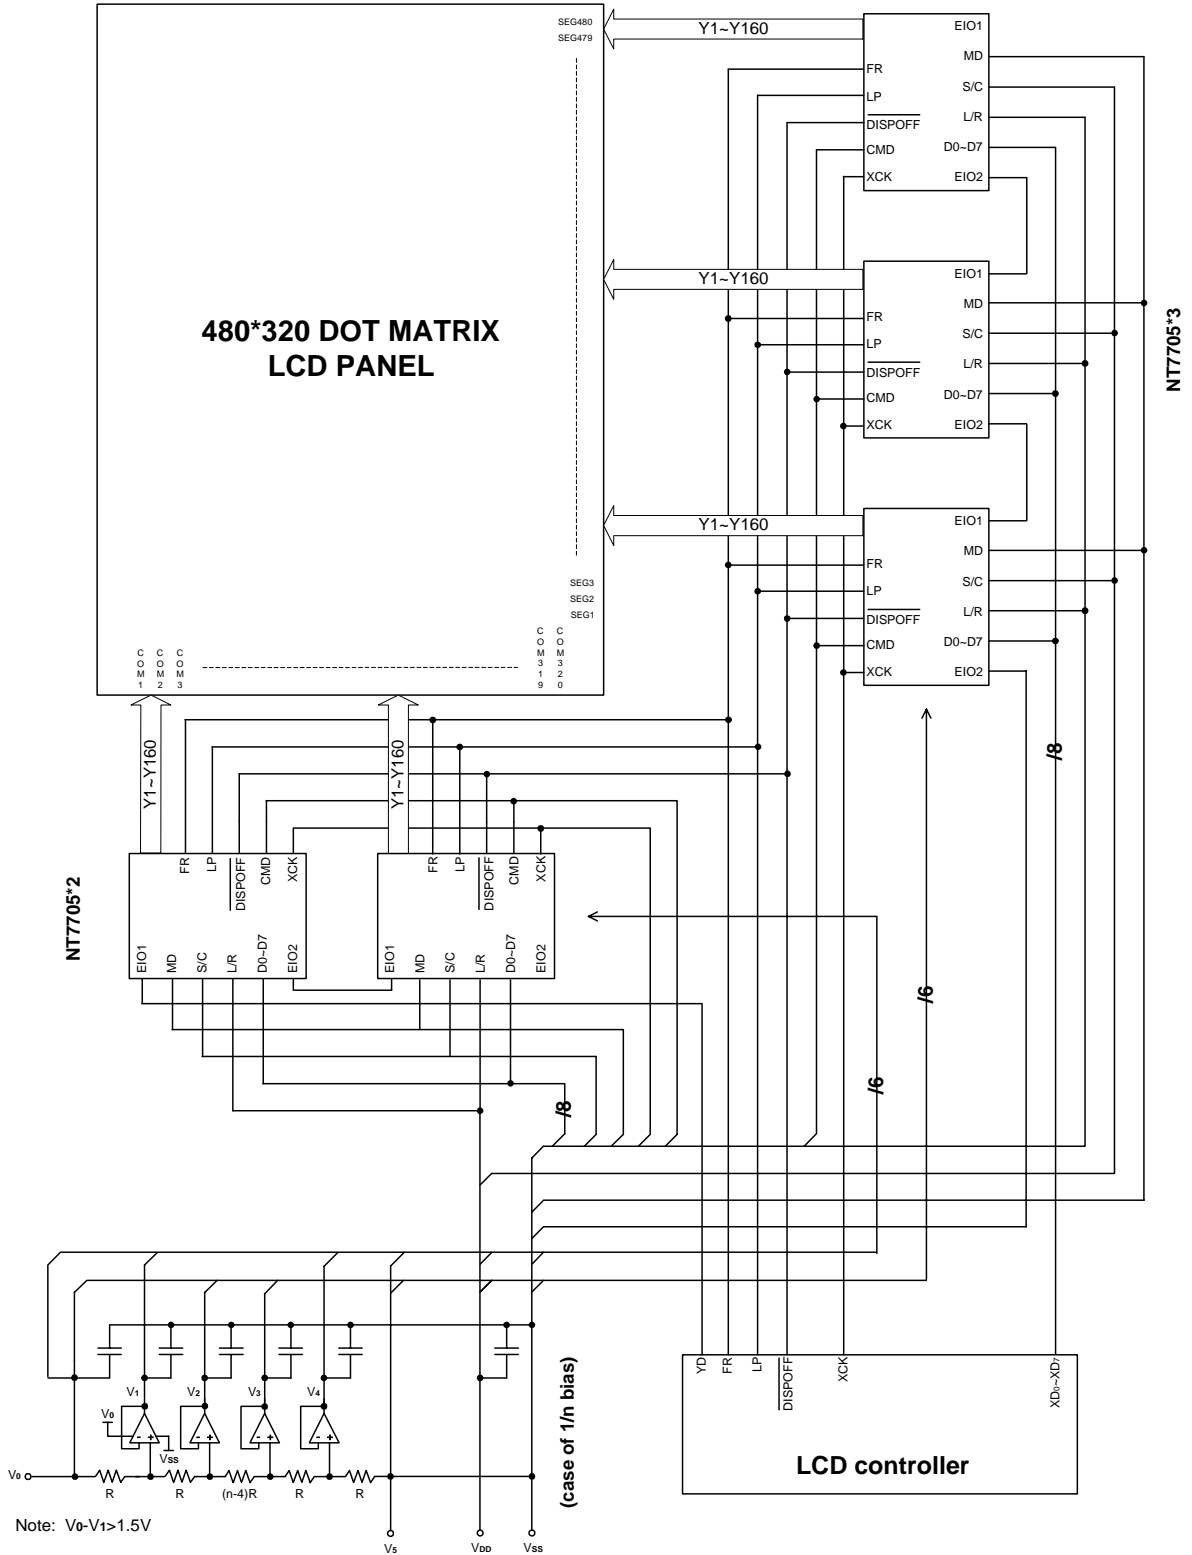 SEG480
SEG479
480*320 DOT MATRIX
LCD PANEL
SEG3
SEG2
SEG1
COM1
COM2
COM3
COM319
COM320
Y1~Y160
FR
LP
DISPOFF
CMD
XCK
EIO1
MD
S/C
L/R
D0~D7
EIO2
Y1~Y160
FR
LP
DISPOFF
CMD
XCK
EIO1
MD
S/C
L/R
D0~D7
EIO2
NT7705*3
Y1~Y160
FR
LP
DISPOFF
CMD
XCK
EIO1
MD
S/C
L/R
D0~D7
EIO2
/8
Y1~Y160
Y1~Y160
NT7705*2
FR
LP
DISPOFF
CMD
XCK
EIO1
MD
S/C
L/R
D0~D7
EIO2
FR
LP
DISPOFF
CMD
XCK
EIO1
MD
S/C
L/R
D0~D7
EIO2
/6
/6
/8
YD
FR
LP
DISPOFF
XCK
XD0~XD7
LCD controller
V1
V2
V3
V4
V0
VSS
V0
R
R
(n-4)R
R
R
(case of 1/n bias)
Note: V0-V1>1.5V
V5
VDD
VSS